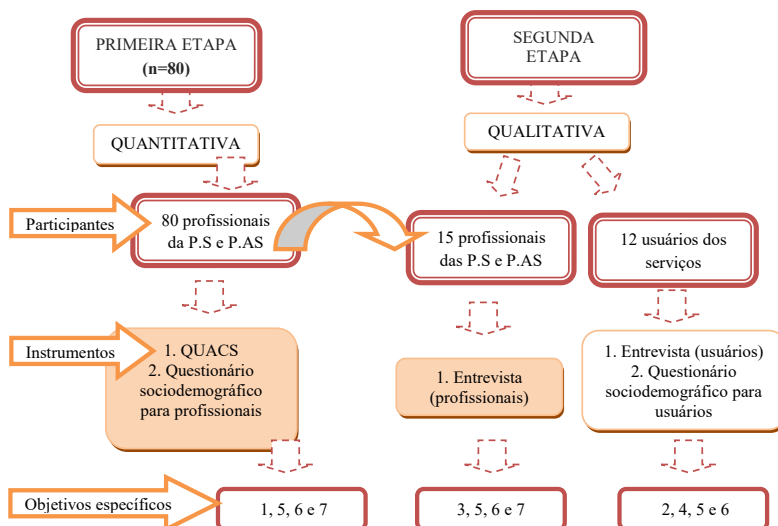 PRIMEIRA ETAPA
(n=80)
SEGUNDA
ETAPA
QUANTITATIVA
QUALITATIVA
Participantes
80 profissionais
da P.S e P.AS
15 profissionais
das P.S e P.AS
12 usuários dos
serviços
Instrumentos
1. QUACS
2. Questionário
sociodemográfico
para profissionais
1. Entrevista
(profissionais)
1. Entrevista (usuários)
2. Questionário
sociodemográfico para
usuários
Objetivos específicos
1, 5, 6 e 7
3, 5, 6 e 7
2, 4, 5 e 6